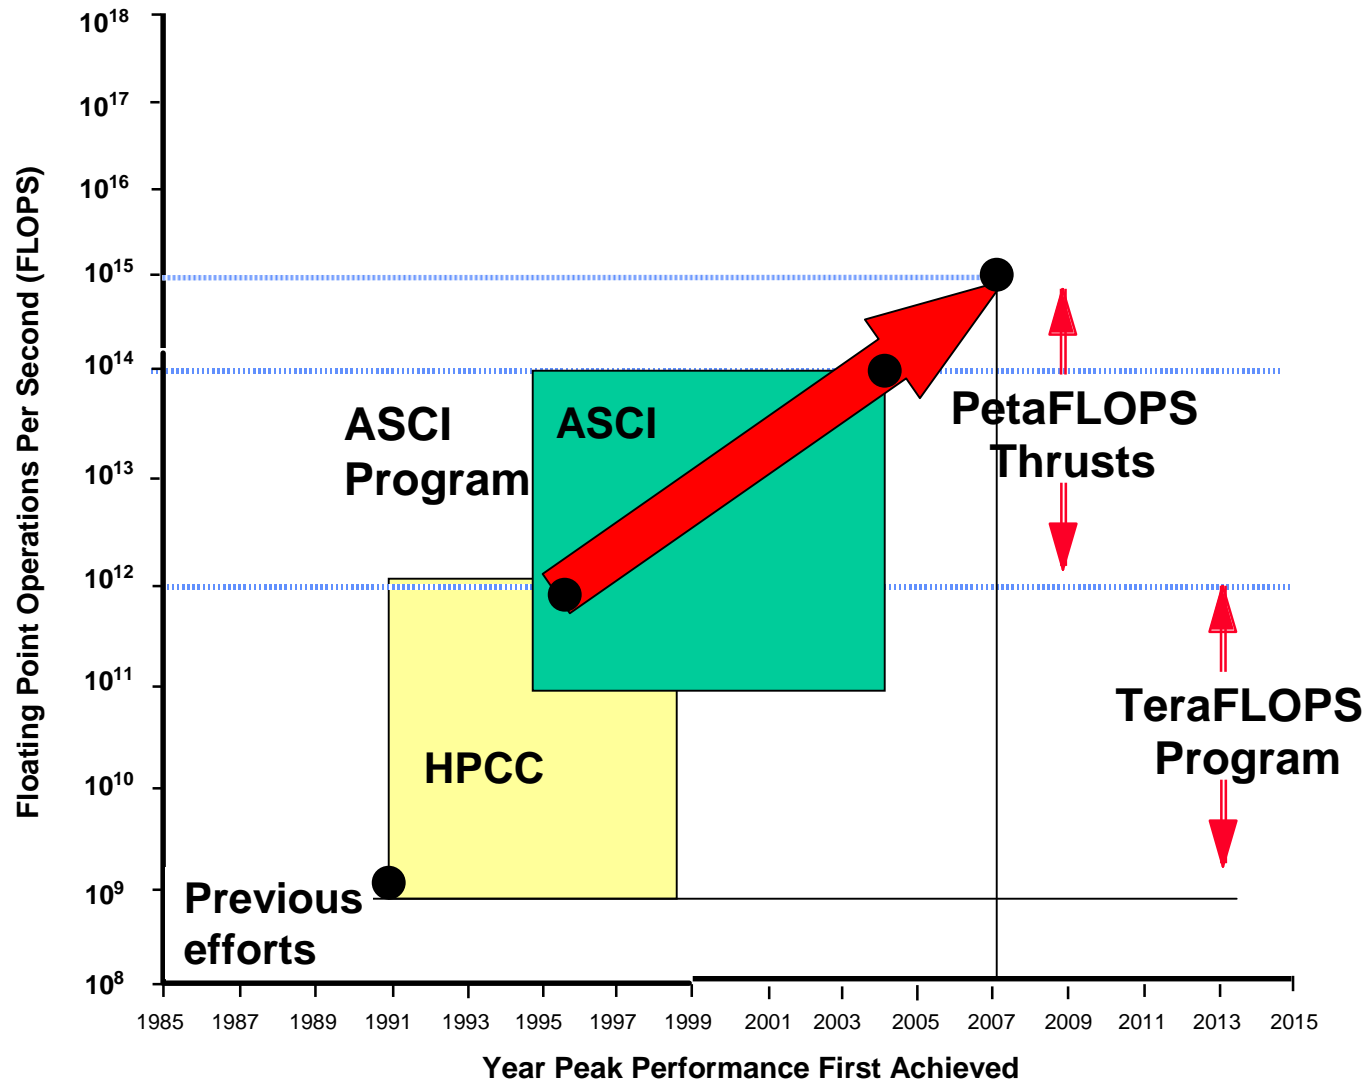 10^18
10^17
10^16
10^15
10^14
10^13
10^12
10^11
10^10
10^9
10^8
Floating Point Operations Per Second (FLOPS)
ASCI
Program
ASCI
PetaFLOPS
Thrusts
HPCC
TeraFLOPS
Program
Previous
efforts
1985 1987 1989 1991 1993 1995 1997 1999 2001 2003 2005 2007 2009 2011 2013 2015
Year Peak Performance First Achieved